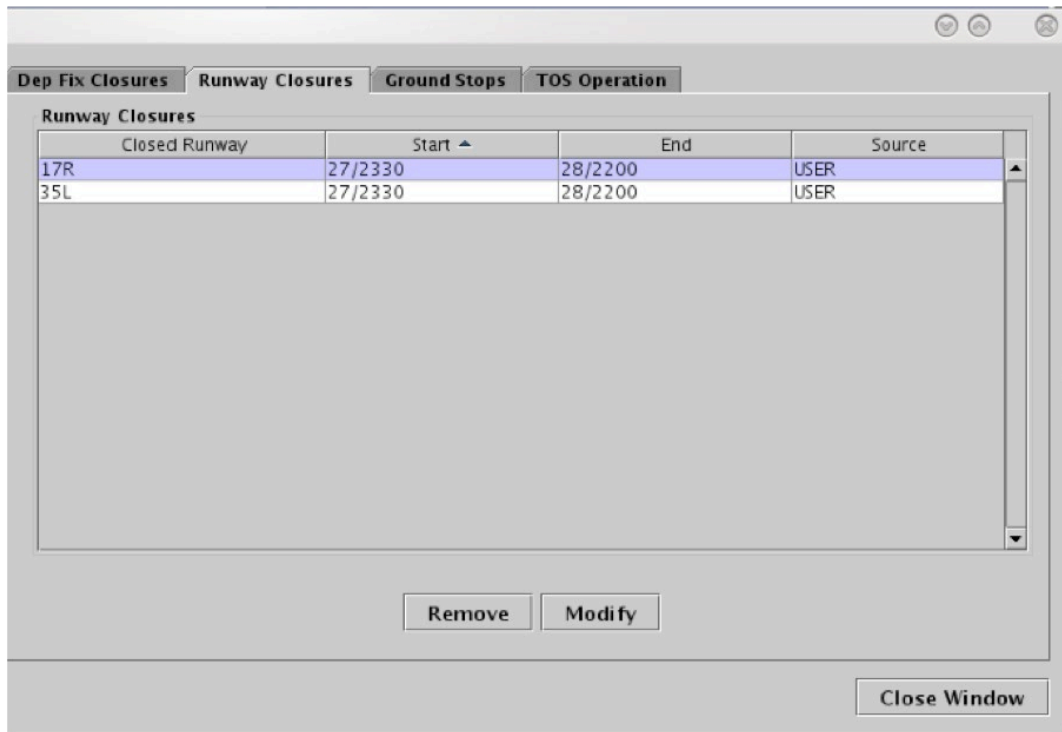 Dep Fix Closures Runway Closures Ground Stops TOS Operation
Runway Closures
Closed Runway Start End Source
17R 27/2330 28/2200 USER
35L 27/2330 28/2200 USER
Remove Modify
Close Window